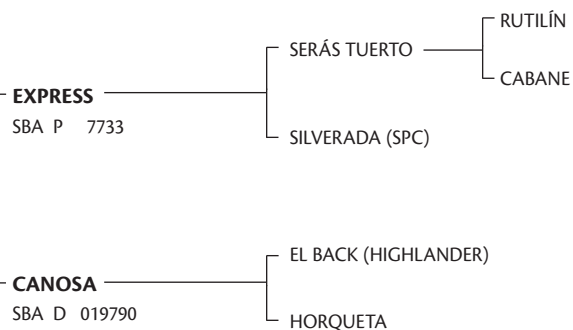 RUTILÍN
SERÁS TUERTO
CABANE
EXPRESS
SBA P 7733
SILVERADA (SPC)
EL BACK (HIGHLANDER)
CANOSA
SBA D 019790
HORQUETA